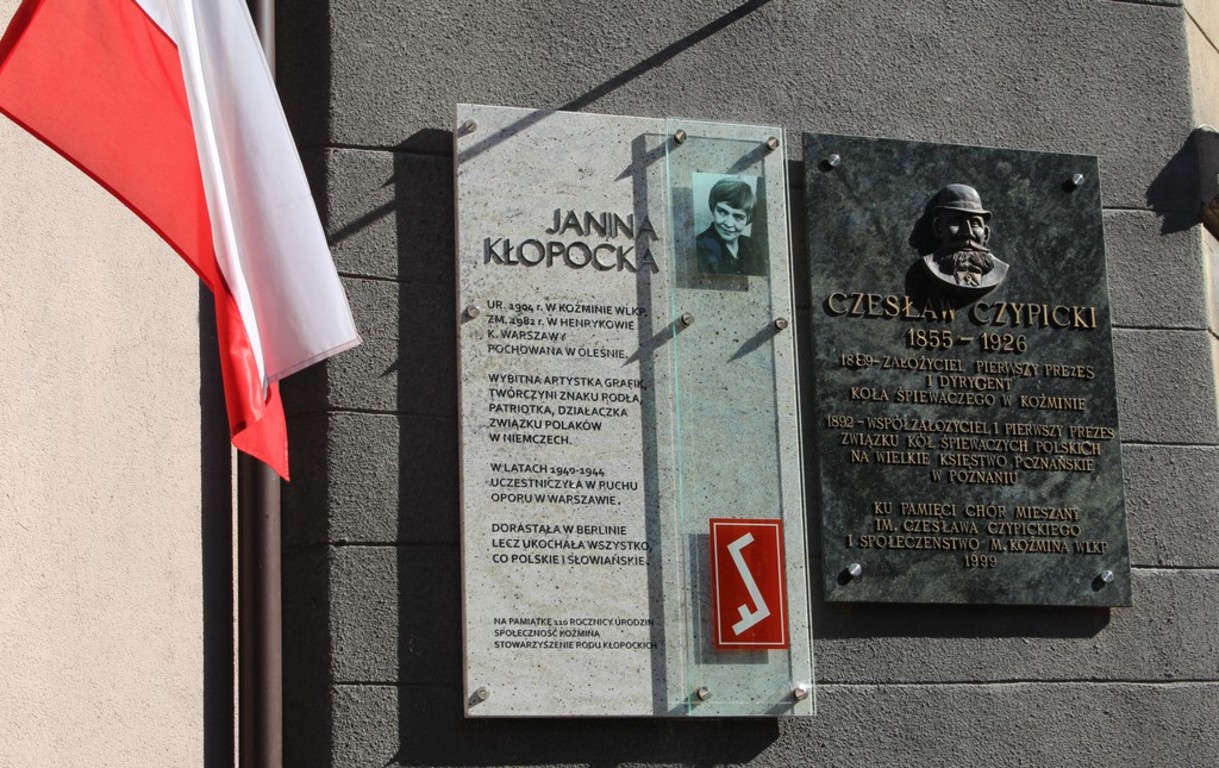 JANINA
KŁOPOCKA
UR. 1904 r. W KOŹMINIE WLKP.
ZM. 1982 r. W HENRYKOWIE
K. WARSZAWY
POCHOWANA W OLEŚNIE.
WYBITNA ARTYSTKA GRAFIK,
TWÓRCZYNI ZNAKU RODŁA,
PATRIOTKA, DZIAŁACZKA
ZWIĄZKU POLAKÓW
W NIEMCZECH.
W LATACH 1940-1944
UCZESTNICZYŁA W RUCHU
OPORU W WARSZAWIE.
DORASTAŁA W BERLINIE
LECZ UKOCHAŁA WSZYSTKO,
CO POLSKIE I SŁOWIAŃSKIE.
NA PAMIĄTKĘ 110 ROCZNICY URODZIN
SPOŁECZNOŚĆ KOŹMINA
STOWARZYSZENIE RODU KŁOPOCKICH
CZESŁAW CZYPICKI
1855 - 1926
1889 - ZAŁOŻYCIEL PIERWSZY PREZES
I DYRYGENT
KOŁA ŚPIEWACZEGO W KOŹMINIE
1892 - WSPÓŁZAŁOŻYCIEL I PIERWSZY PREZES
ZWIĄZKU KÓŁ ŚPIEWACZYCH POLSKICH
NA WIELKIE KSIĘSTWO POZNAŃSKIE
W POZNANIU
KU PAMIĘCI CHÓR MIESZANY
IM. CZESŁAWA CZYPICKIEGO
I SPOŁECZEŃSTWO M. KOŹMINA WLKP
1999